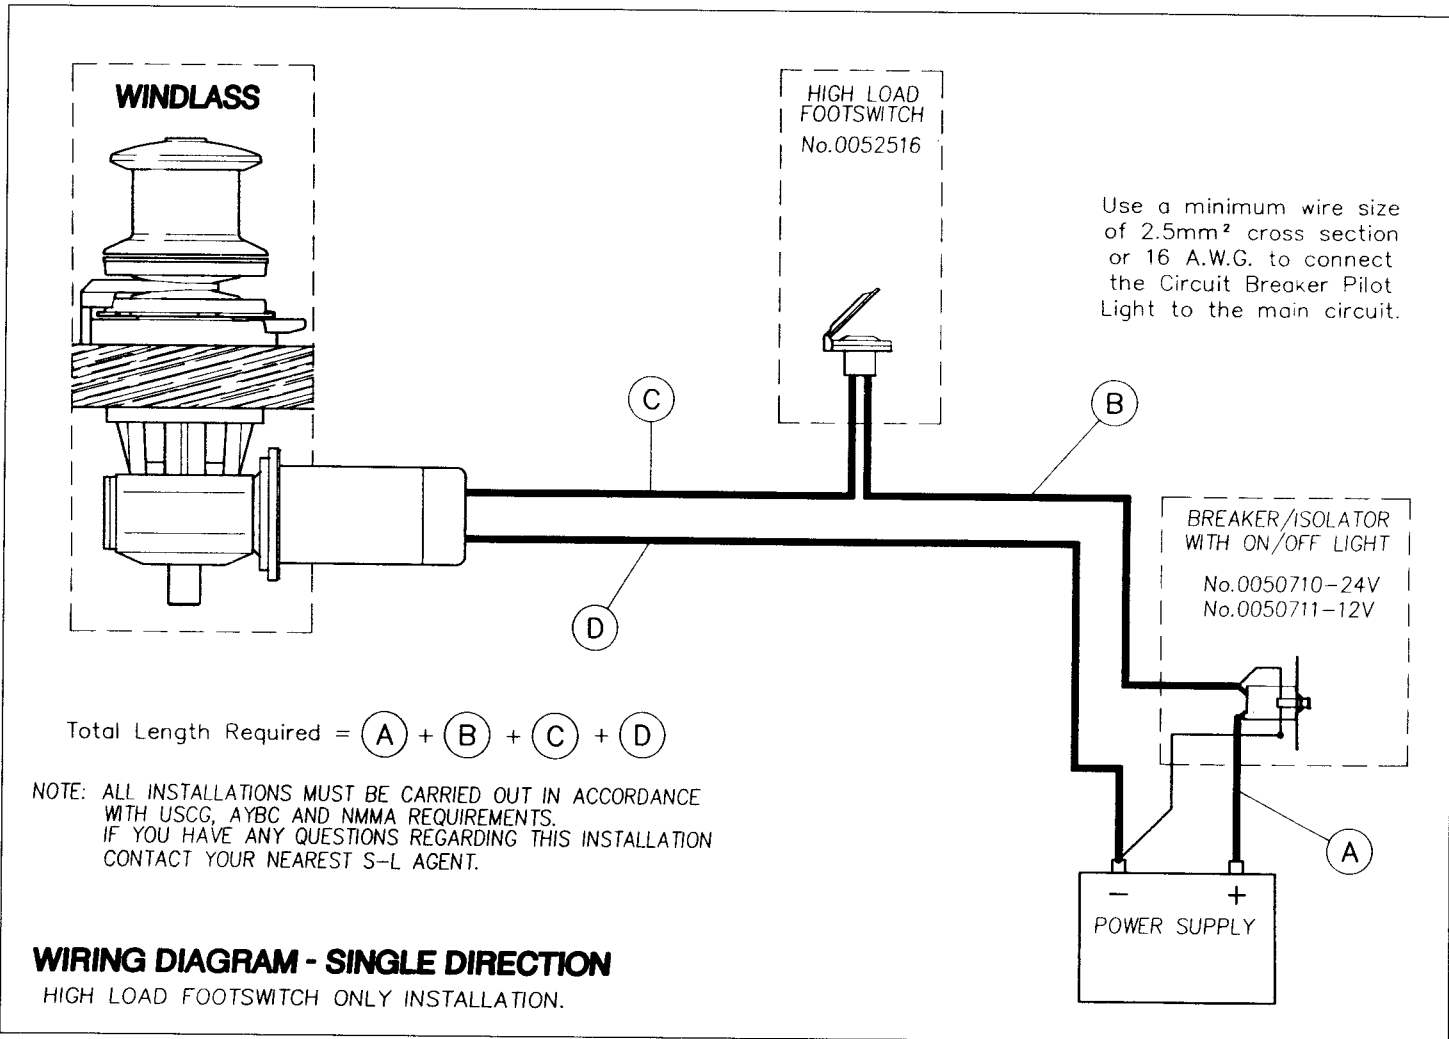 WINDLASS
HIGH LOAD
FOOTSWITCH
No.0052516
Use a minimum wire size
of 2.5mm² cross section
or 16 A.W.G. to connect
the Circuit Breaker Pilot
Light to the main circuit.
C
B
BREAKER/ISOLATOR
WITH ON/OFF LIGHT
No.0050710-24V
No.0050711-12V
D
Total Length Required = A + B + C + D
NOTE: ALL INSTALLATIONS MUST BE CARRIED OUT IN ACCORDANCE
WITH USCG, AYBC AND NMMA REQUIREMENTS.
IF YOU HAVE ANY QUESTIONS REGARDING THIS INSTALLATION
CONTACT YOUR NEAREST S-L AGENT.
A
- +
POWER SUPPLY
WIRING DIAGRAM - SINGLE DIRECTION
HIGH LOAD FOOTSWITCH ONLY INSTALLATION.